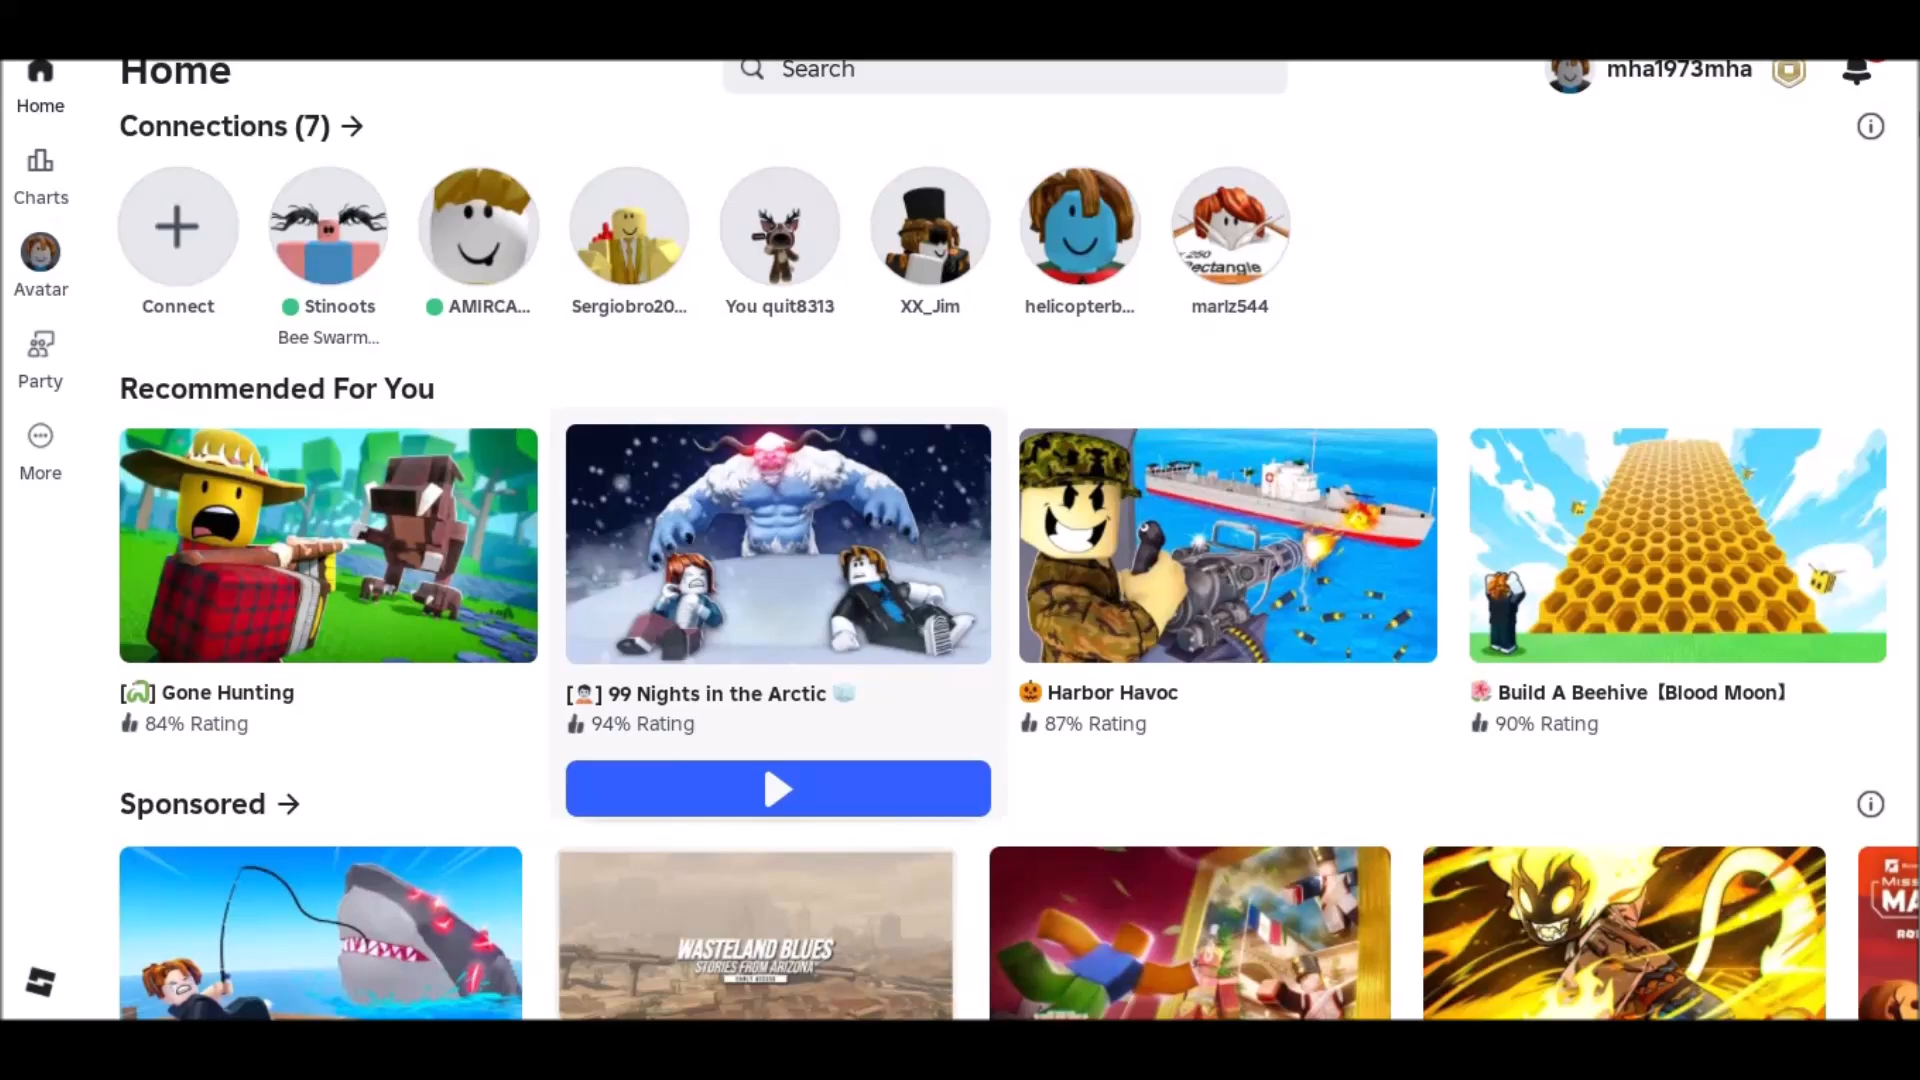 Home
Search
mha1973mha
Home
Connections (7)
Charts
Avatar
Party
More
Connect
Stinoots
AMIRCA...
Sergiobro20...
You quit8313
XX_Jim
helicopterb...
marlz544
Bee Swarm...
250
Rectangle
Recommended For You
[] Gone Hunting
84% Rating
[] 99 Nights in the Arctic
94% Rating
Harbor Havoc
87% Rating
Build A Beehive【Blood Moon】
90% Rating
Sponsored
WASTELAND BLUES
STORIES FROM ARIZONA